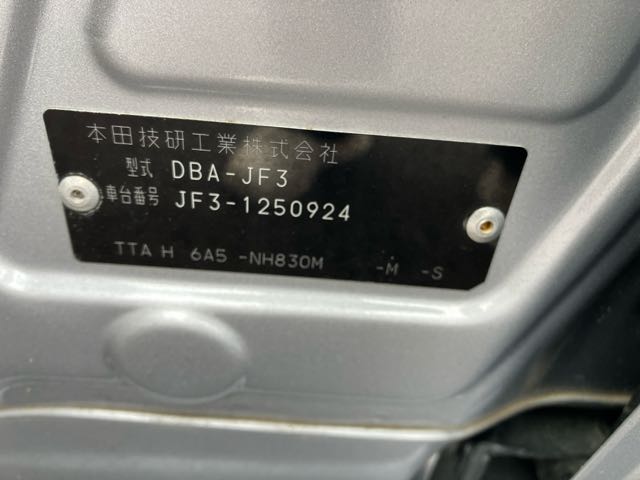 本田技研工業株式会社
型式 DBA-JF3
車台番号 JF3-1250924
TTA H 6A5 -NH830M -M -S